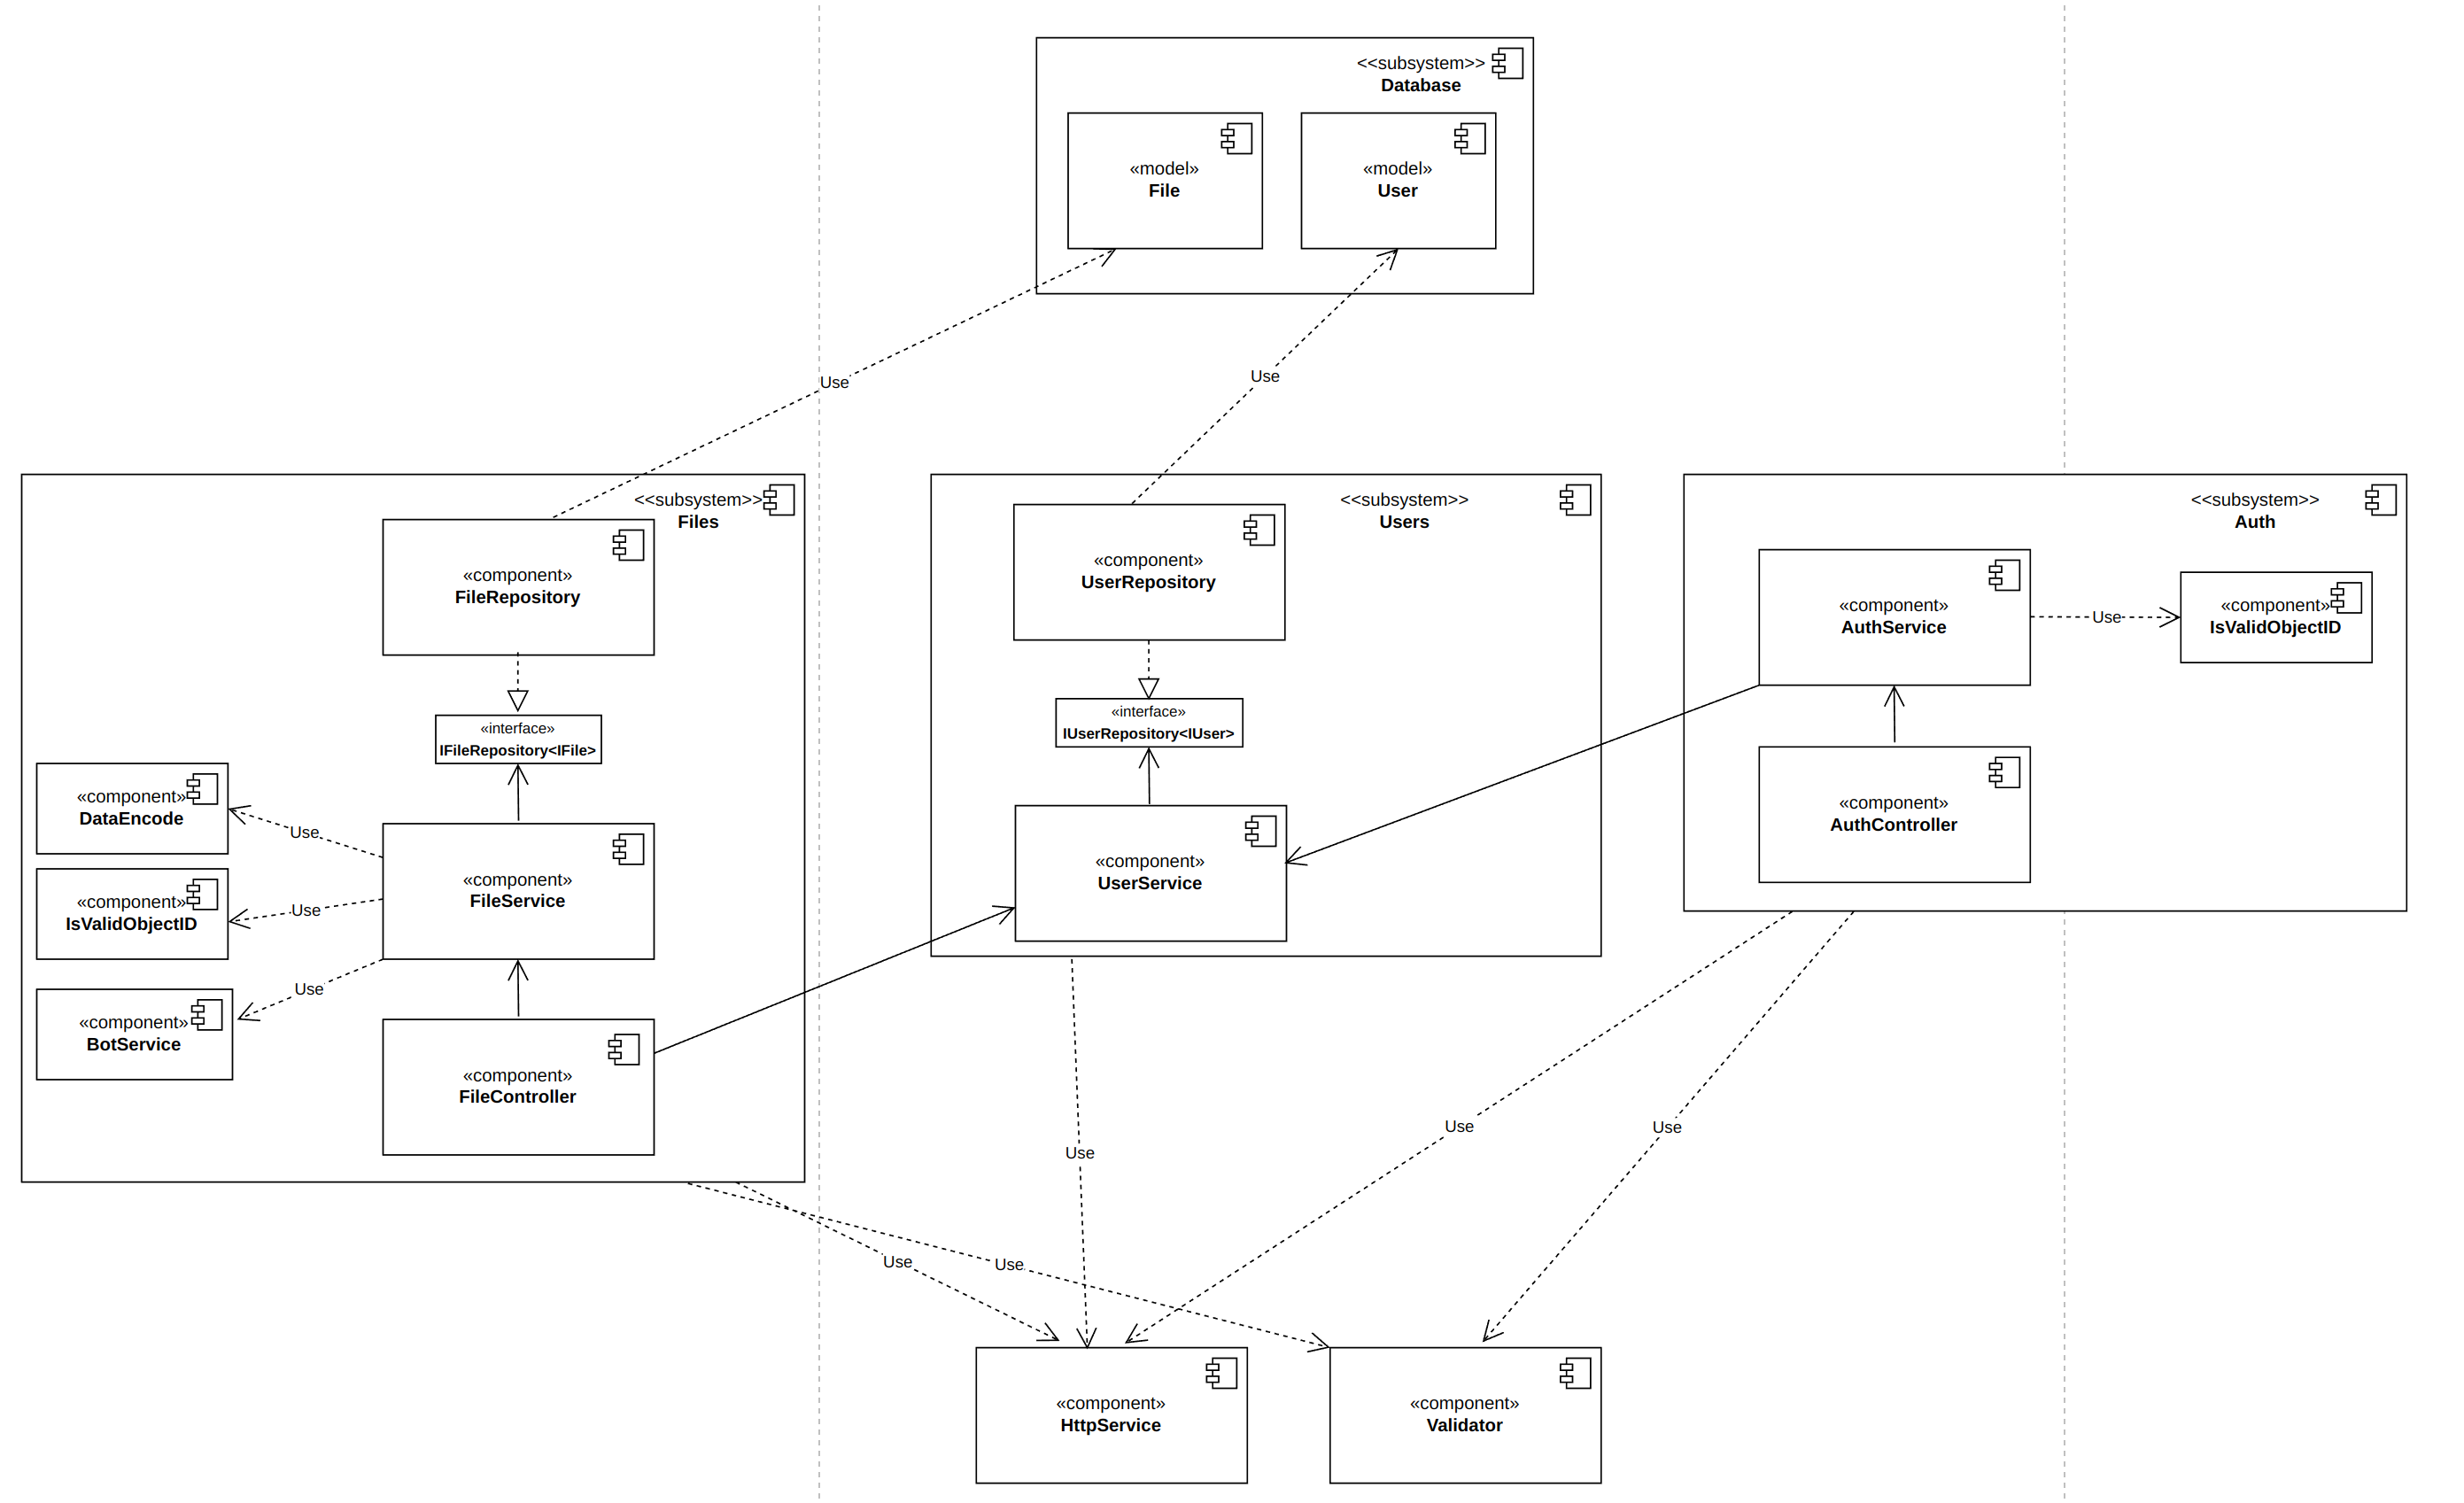 <<subsystem>>
Database
«model»
File
«model»
User
Use
Use
<<subsystem>>
Files
«component»
FileRepository
«interface»
IFileRepository<IFile>
«component»
DataEncode
Use
«component»
IsValidObjectID
Use
«component»
FileService
«component»
BotService
Use
«component»
FileController
<<subsystem>>
Users
«component»
UserRepository
«interface»
IUserRepository<IUser>
«component»
UserService
<<subsystem>>
Auth
«component»
AuthService
Use
«component»
IsValidObjectID
«component»
AuthController
Use
Use
Use
Use
Use
«component»
HttpService
«component»
Validator